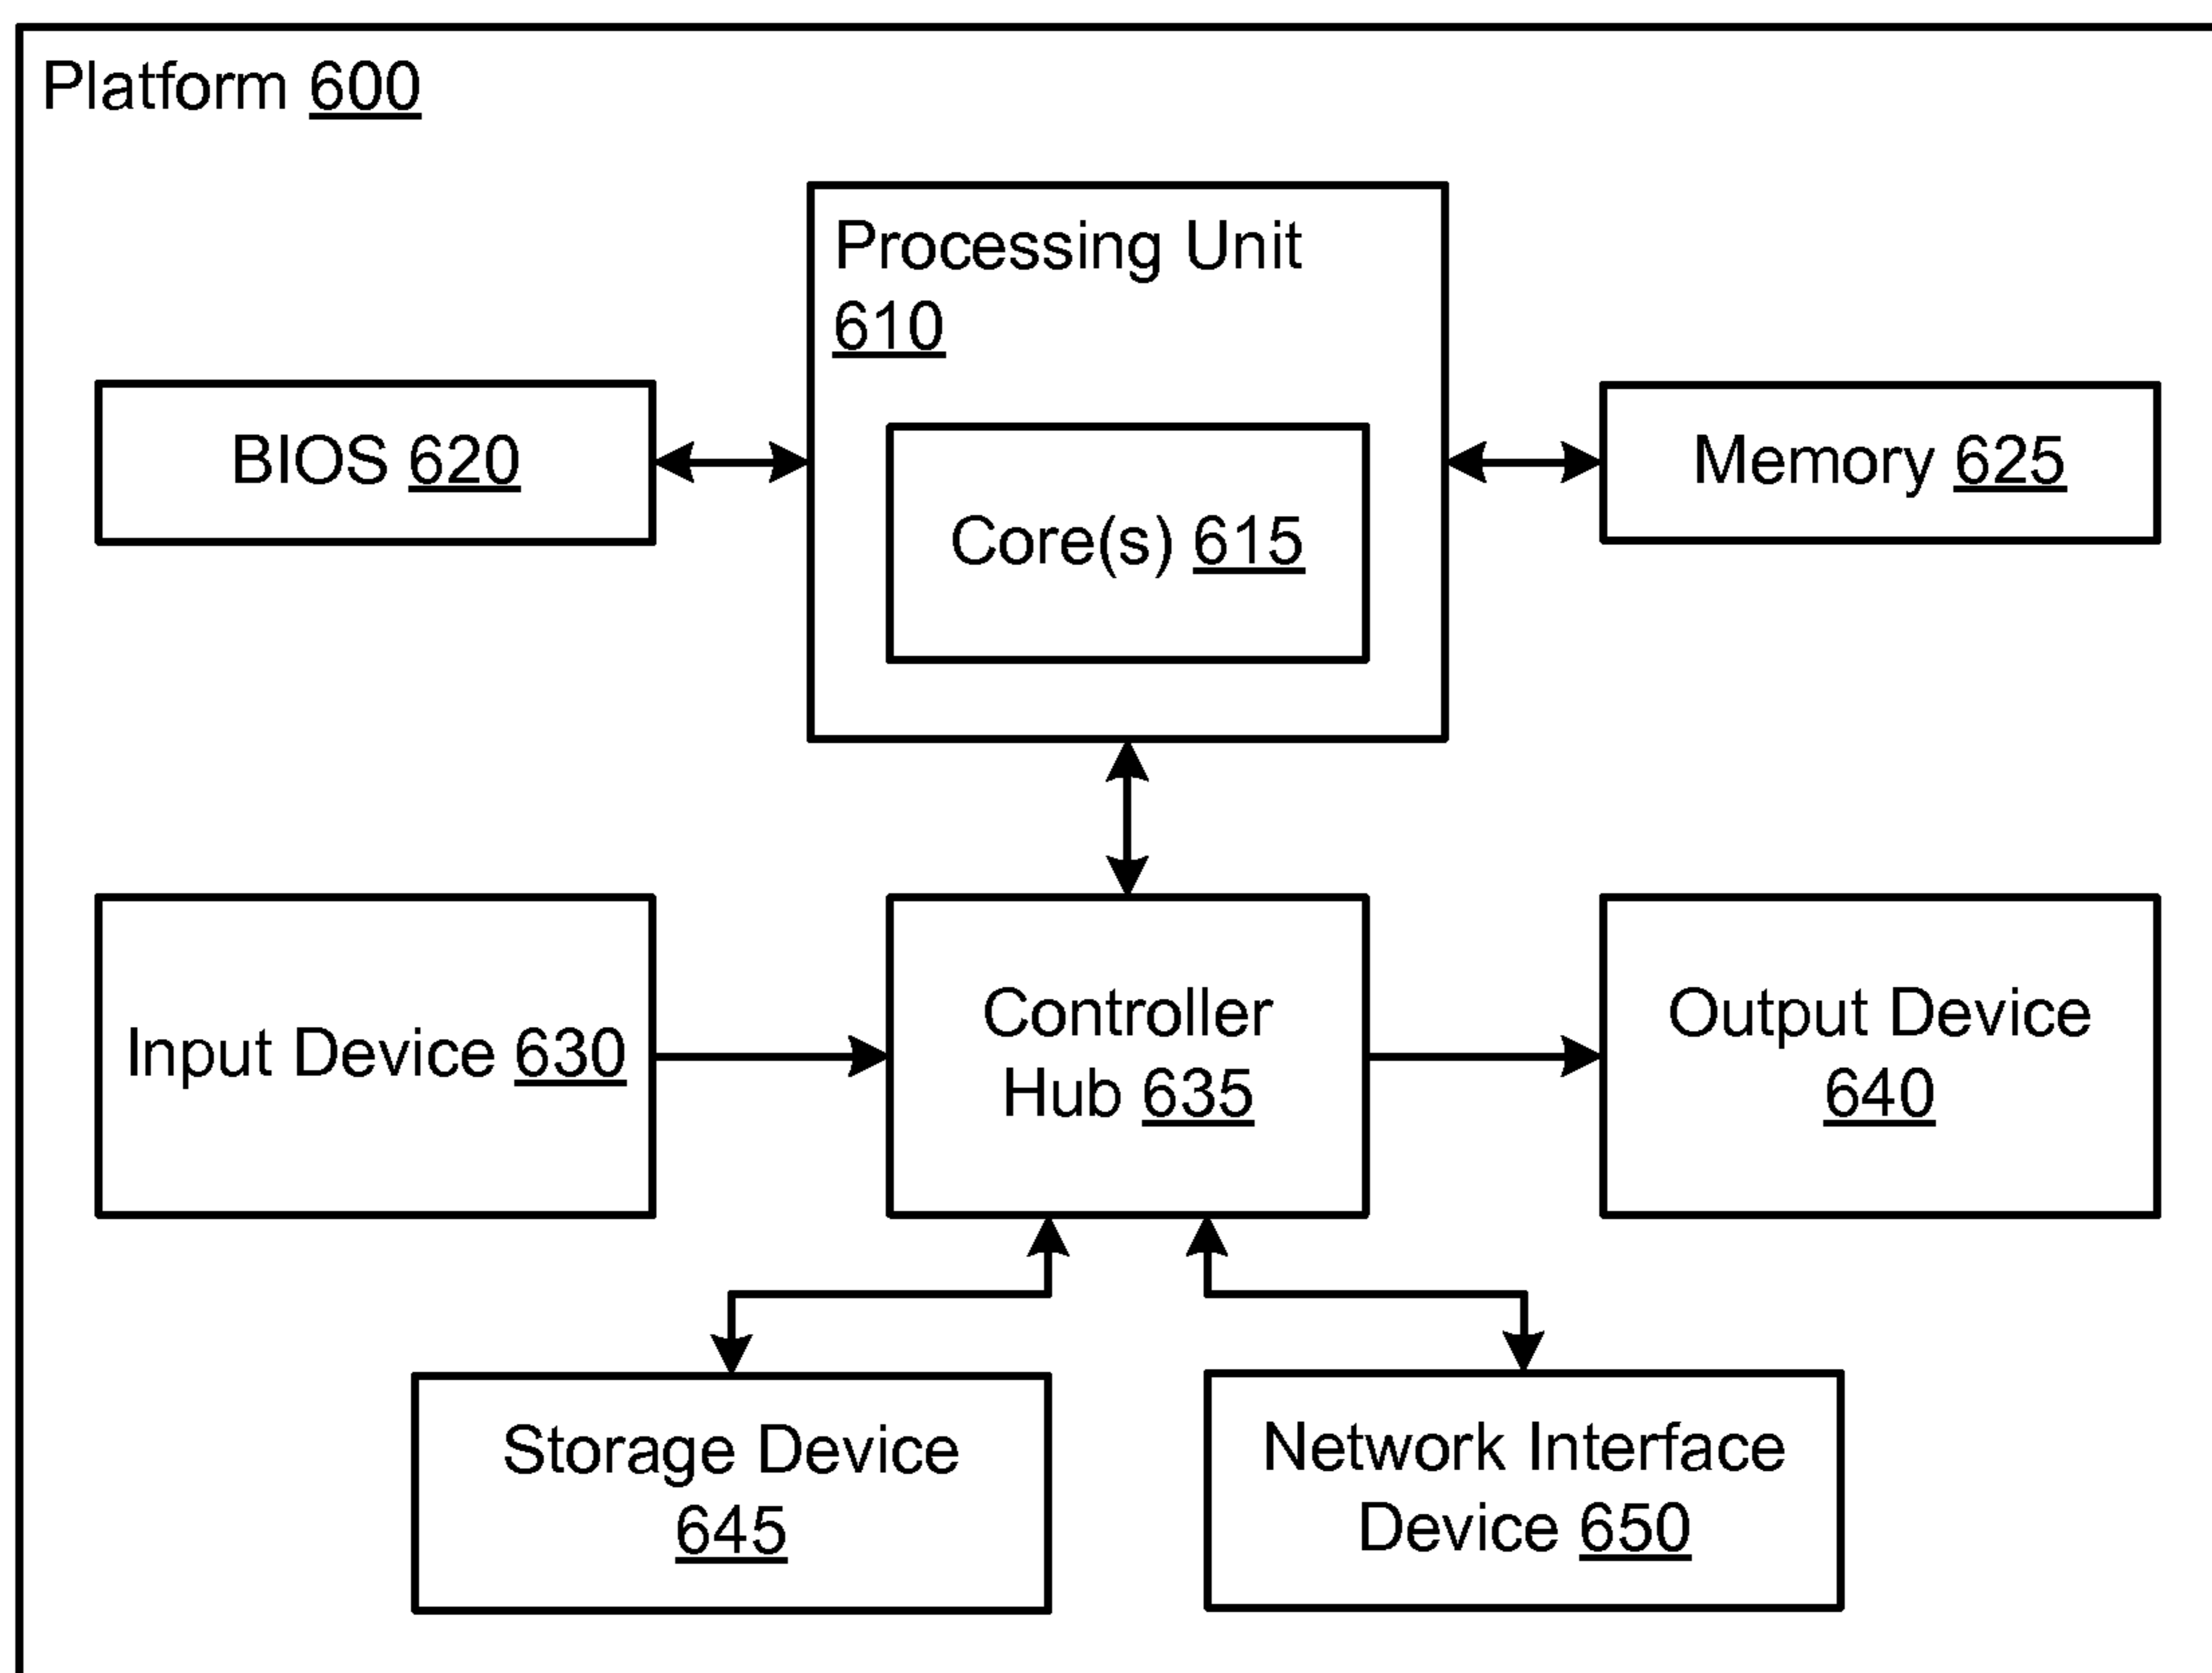 Platform 600
Processing Unit
610
BIOS 620
Core(s) 615
Memory 625
Input Device 630
Controller
Hub 635
Output Device
640
Storage Device
645
Network Interface
Device 650